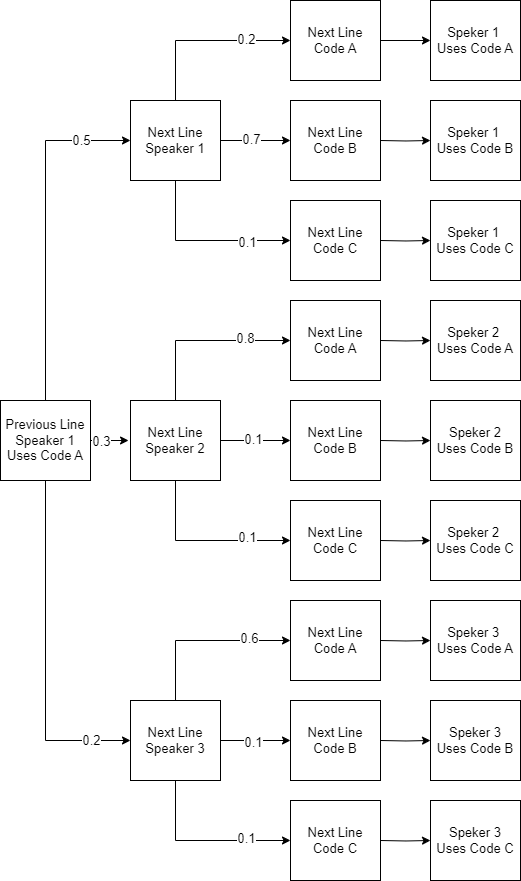 0.2
Next Line
Code A
Speker 1
Uses Code A
0.5
Next Line
Speaker 1
0.7
Next Line
Code B
Speker 1
Uses Code B
0.1
Next Line
Code C
Speker 1
Uses Code C
0.8
Next Line
Code A
Speker 2
Uses Code A
Previous Line
Speaker 1
Uses Code A
0.3
Next Line
Speaker 2
0.1
Next Line
Code B
Speker 2
Uses Code B
0.1
Next Line
Code C
Speker 2
Uses Code C
0.6
Next Line
Code A
Speker 3
Uses Code A
0.2
Next Line
Speaker 3
0.1
Next Line
Code B
Speker 3
Uses Code B
0.1
Next Line
Code C
Speker 3
Uses Code C